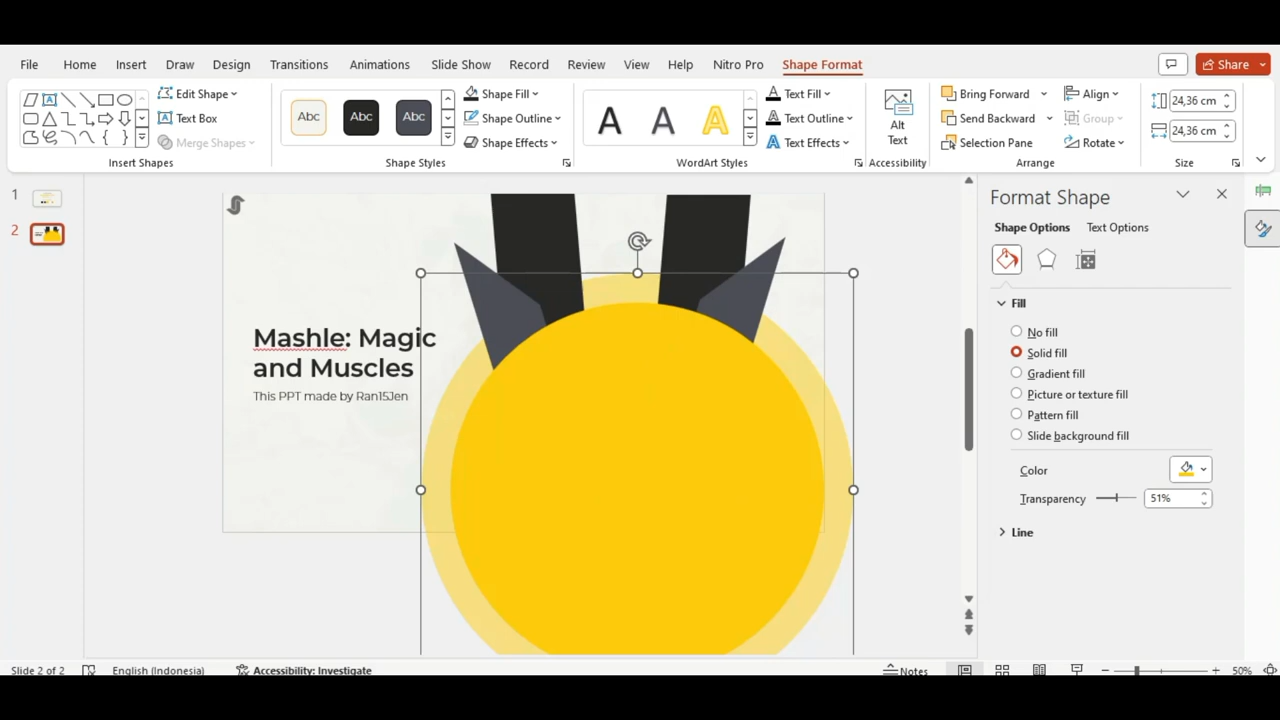 File Home Insert Draw Design Transitions Animations Slide Show Record Review View Help Nitro Pro Shape Format Share
Edit Shape
Text Box
Merge Shapes
Insert Shapes
Abc Abc Abc
Shape Fill
Shape Outline
Shape Effects
Shape Styles
A A A
Text Fill
Text Outline
Text Effects
WordArt Styles
Alt
Text
Accessibility
Bring Forward
Send Backward
Selection Pane
Align
Group
Rotate
Arrange
24,36 cm
24,36 cm
Size
1
2
Mashle: Magic
and Muscles
This PPT made by Ran15Jen
Format Shape
Shape Options Text Options
Fill
No fill
Solid fill
Gradient fill
Picture or texture fill
Pattern fill
Slide background fill
Color
Transparency 51%
Line
Slide 2 of 2 English (Indonesia) Accessibility: Investigate Notes 50%